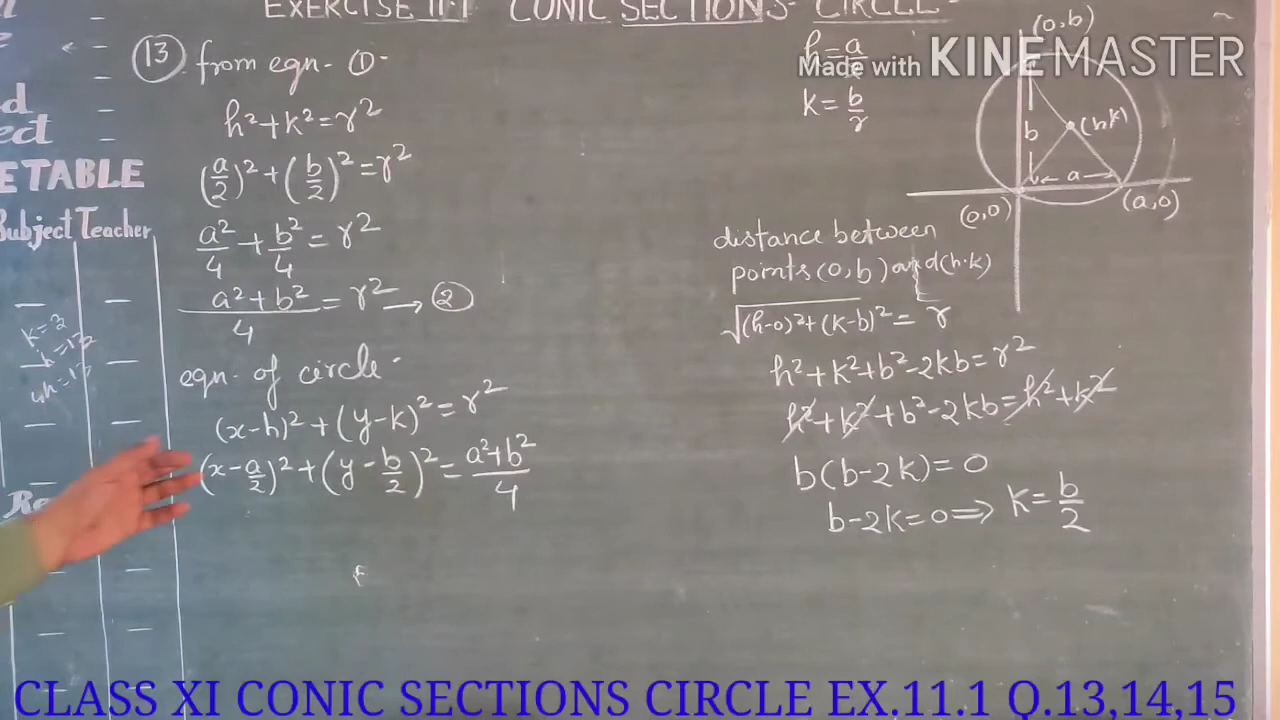 EXERCISE 11.1 CONIC SECTIONS- CIRCLE-
(13) from eqn- (1)-
h²+k²=r²
(a/2)²+(b/2)²=r²
a²/4+b²/4=r²
(a²+b²)/4=r²→(2)
eqn. of circle-
(x-h)²+(y-k)²=r²
(x-a/2)²+(y-b/2)²=(a²+b²)/4
h=a
k=b/r
Made with KINEMASTER
(0,b)
b
(h,k)
←a→
(0,0)
(a,0)
distance between
points(0,b) and(h.k)
√((h-0)²+(k-b)²)=r
h²+k²+b²-2kb=r²
h²+k²+b²-2kb=h²+k²
b(b-2k)=0
b-2k=0⇒ k=b/2
d
ect
ETABLE
Subject Teacher
k=3
Re
CLASS XI CONIC SECTIONS CIRCLE EX.11.1 Q.13,14,15